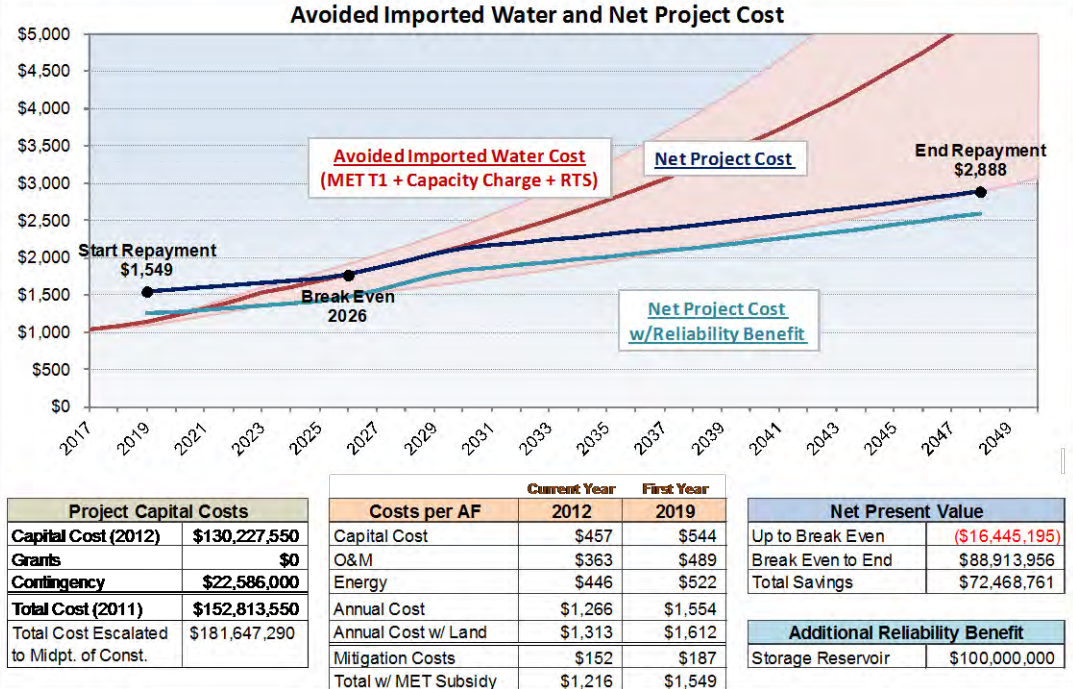 Avoided Imported Water and Net Project Cost
$5,000
$4,500
$4,000
$3,500
$3,000
$2,500
$2,000
$1,500
$1,000
$500
$0
Avoided Imported Water Cost
(MET T1 + Capacity Charge + RTS)
Net Project Cost
End Repayment
$2,888
Start Repayment
$1,549
Break Even
2026
Net Project Cost
w/Reliability Benefit
2017
2019
2021
2023
2025
2027
2029
2031
2033
2035
2037
2039
2041
2043
2045
2047
2049
Project Capital Costs
Capital Cost (2012) $130,227,550
Grants $0
Contingency $22,586,000
Total Cost (2011) $152,813,550
Total Cost Escalated $181,647,290
to Midpt. of Const.
Current Year First Year
Costs per AF 2012 2019
Capital Cost $457 $544
O&M $363 $489
Energy $446 $522
Annual Cost $1,266 $1,554
Annual Cost w/ Land $1,313 $1,612
Mitigation Costs $152 $187
Total w/ MET Subsidy $1,216 $1,549
Net Present Value
Up to Break Even ($16,445,195)
Break Even to End $88,913,956
Total Savings $72,468,761
Additional Reliability Benefit
Storage Reservoir $100,000,000